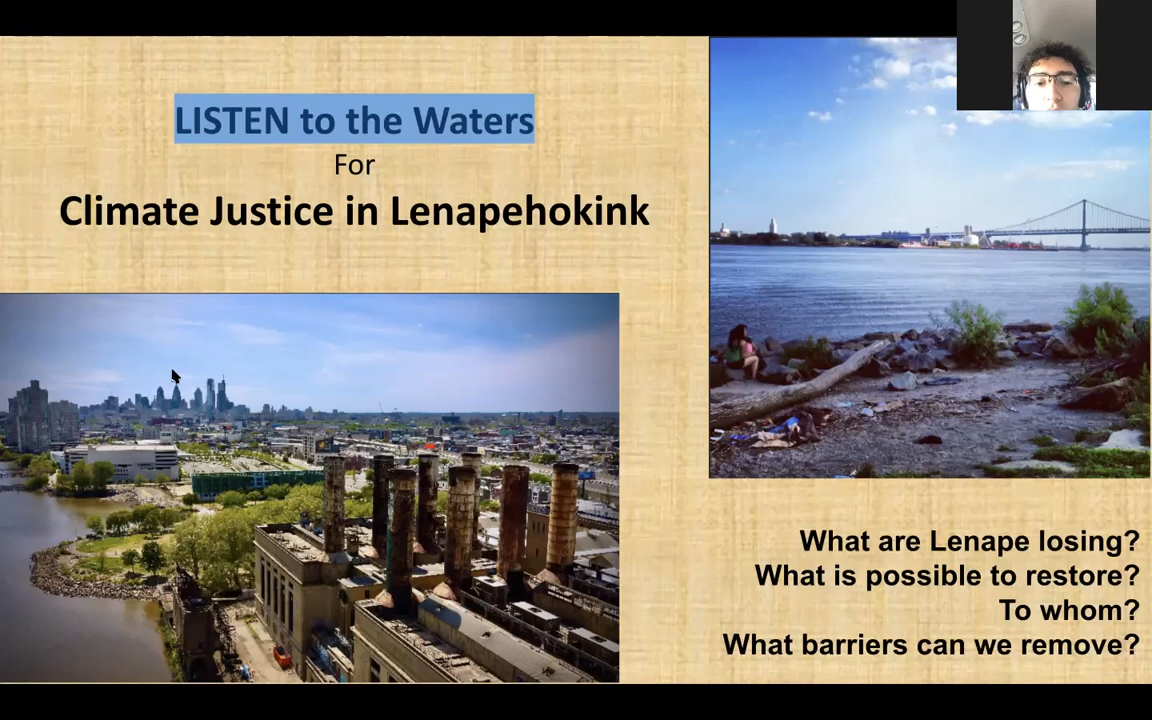 LISTEN to the Waters
For
Climate Justice in Lenapehokink
What are Lenape losing?
What is possible to restore?
To whom?
What barriers can we remove?